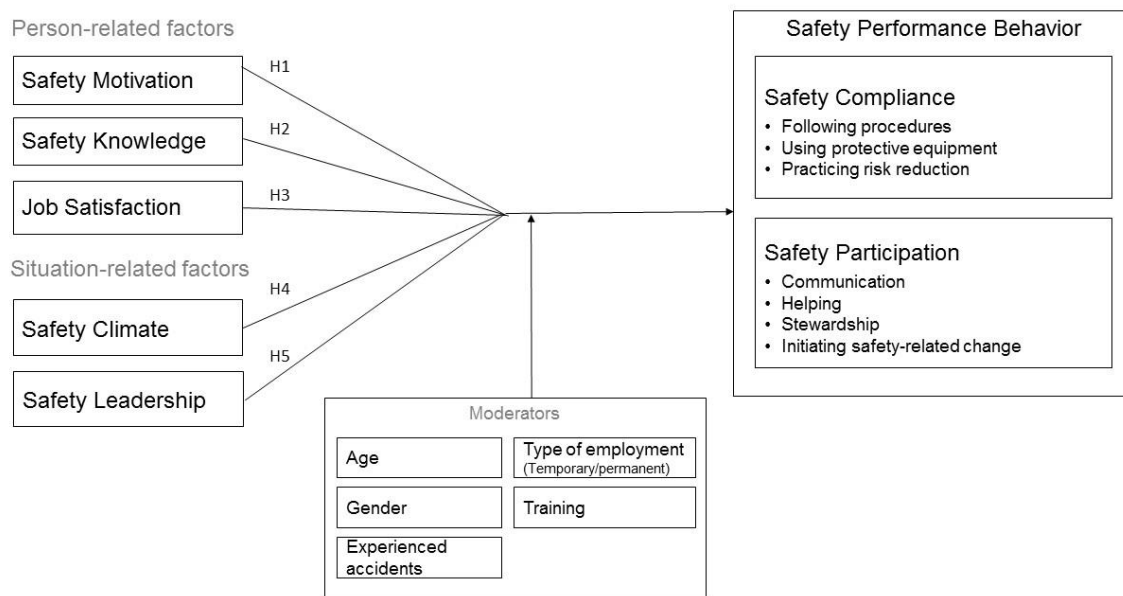 Person-related factors
Safety Motivation
H1
Safety Knowledge
H2
Job Satisfaction
H3
Situation-related factors
Safety Climate
H4
Safety Leadership
H5
Moderators
Age
Type of employment
(Temporary/permanent)
Gender
Training
Experienced
accidents
Safety Performance Behavior
Safety Compliance
• Following procedures
• Using protective equipment
• Practicing risk reduction
Safety Participation
• Communication
• Helping
• Stewardship
• Initiating safety-related change